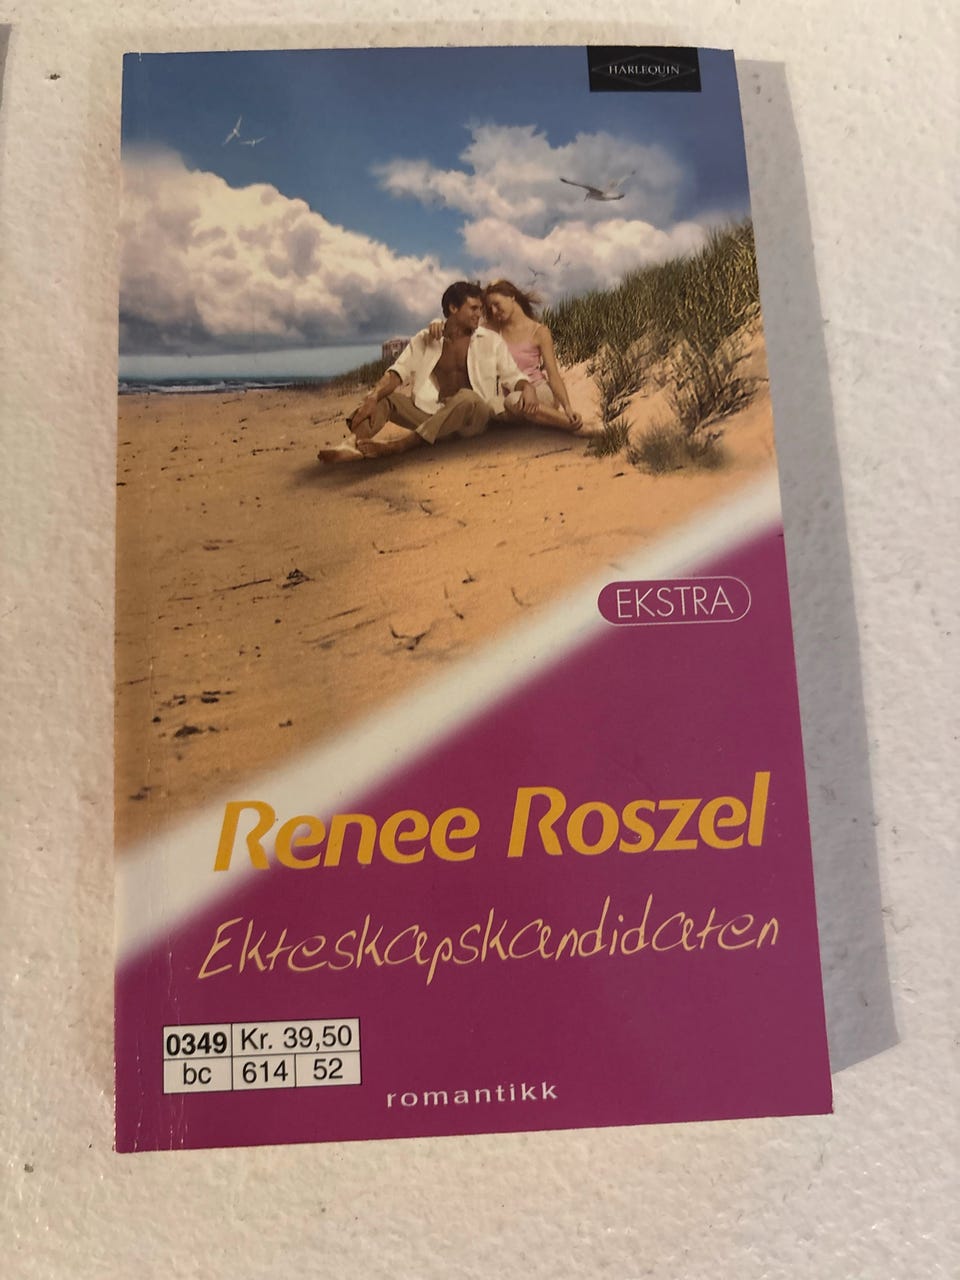 HARLEQUIN
EKSTRA
Renee Roszel
Ekteskapskandidaten
0349 Kr. 39,50
bc 614 52
romantikk